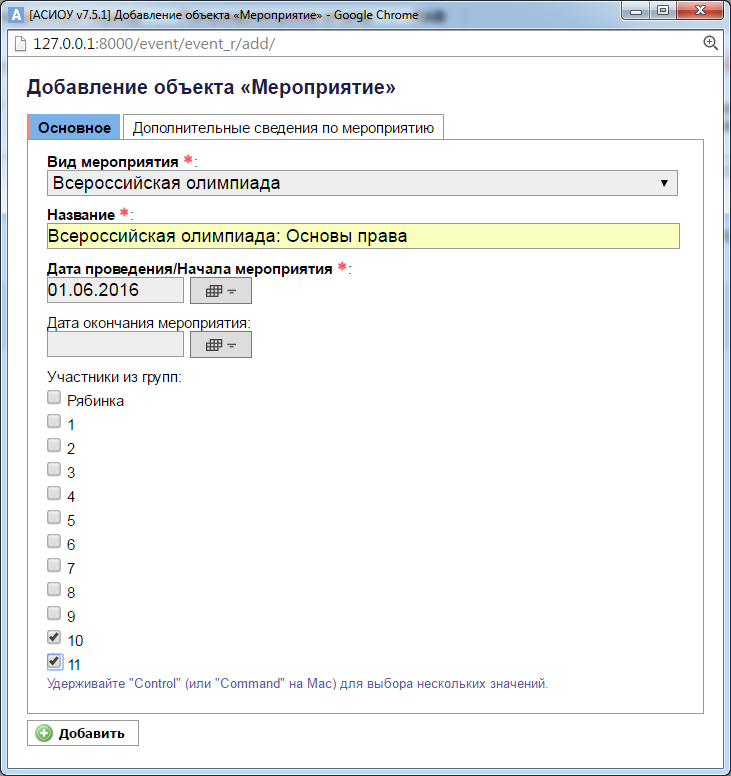 [АСИОУ v7.5.1] Добавление объекта «Мероприятие» - Google Chrome
127.0.0.1:8000/event/event_r/add/
Добавление объекта «Мероприятие»
Основное Дополнительные сведения по мероприятию
Вид мероприятия *:
Всероссийская олимпиада
Название *:
Всероссийская олимпиада: Основы права
Дата проведения/Начала мероприятия *:
01.06.2016
Дата окончания мероприятия:
Участники из групп:
Рябинка
1
2
3
4
5
6
7
8
9
10
11
Удерживайте "Control" (или "Command" на Mac) для выбора нескольких значений.
Добавить